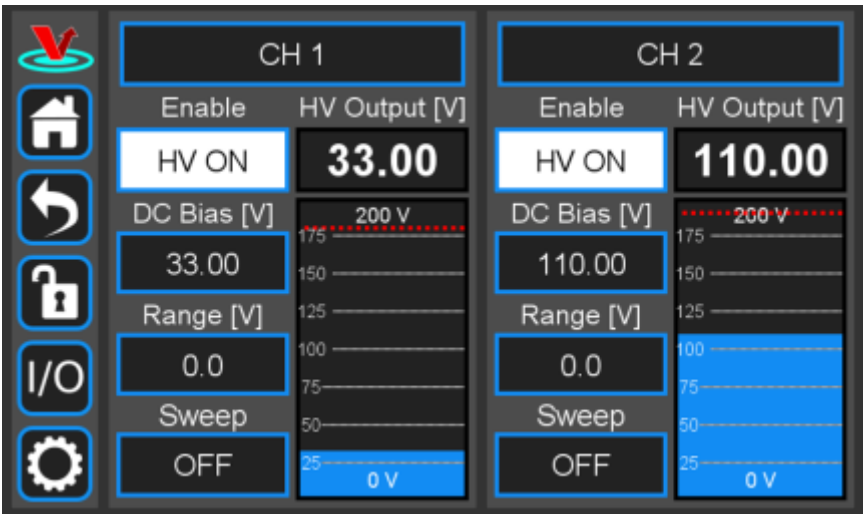 CH 1
Enable HV Output [V]
HV ON 33.00
DC Bias [V]
33.00
Range [V]
0.0
Sweep
OFF
200 V
175
150
125
100
75
50
25
0 V
CH 2
Enable HV Output [V]
HV ON 110.00
DC Bias [V]
110.00
Range [V]
0.0
Sweep
OFF
200 V
175
150
125
100
75
50
25
0 V
I/O